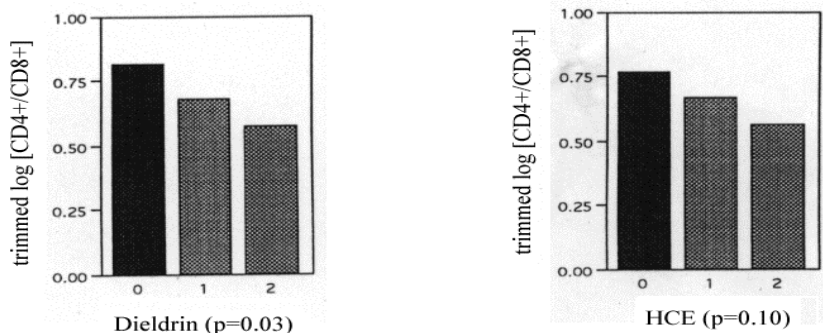 trimmed log [CD4+/CD8+]
1.00
0.75
0.50
0.25
0.00
0 1 2
Dieldrin (p=0.03)
trimmed log [CD4+/CD8+]
1.00
0.75
0.50
0.25
0.00
0 1 2
HCE (p=0.10)